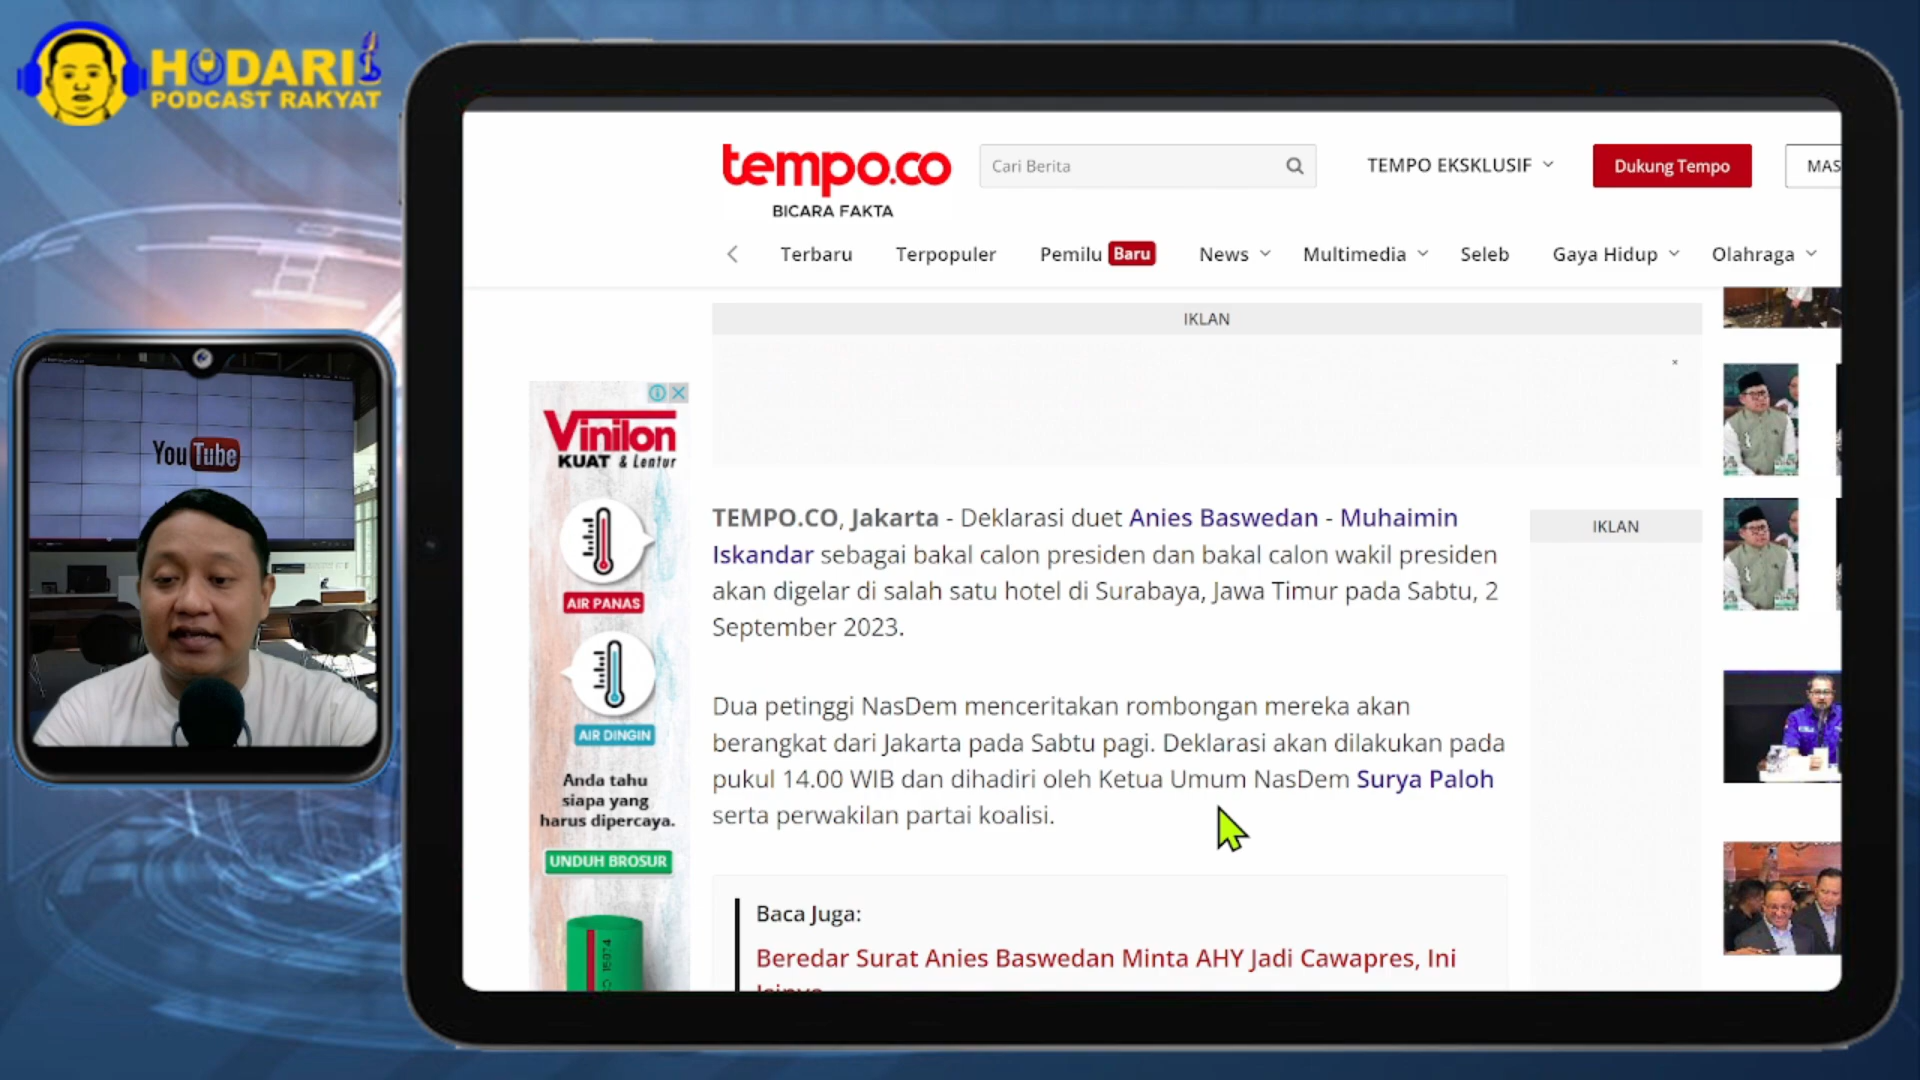 HODARI
PODCAST RAKYAT
YouTube
tempo.co
BICARA FAKTA
Cari Berita
TEMPO EKSKLUSIF
Dukung Tempo
MAS
Terbaru
Terpopuler
Pemilu Baru
News
Multimedia
Seleb
Gaya Hidup
Olahraga
IKLAN
Vinilon
KUAT & Lentur
AIR PANAS
AIR DINGIN
Anda tahu
siapa yang
harus dipercaya.
UNDUH BROSUR
TEMPO.CO, Jakarta - Deklarasi duet Anies Baswedan - Muhaimin
Iskandar sebagai bakal calon presiden dan bakal calon wakil presiden
akan digelar di salah satu hotel di Surabaya, Jawa Timur pada Sabtu, 2
September 2023.
Dua petinggi NasDem menceritakan rombongan mereka akan
berangkat dari Jakarta pada Sabtu pagi. Deklarasi akan dilakukan pada
pukul 14.00 WIB dan dihadiri oleh Ketua Umum NasDem Surya Paloh
serta perwakilan partai koalisi.
IKLAN
Baca Juga:
Beredar Surat Anies Baswedan Minta AHY Jadi Cawapres, Ini